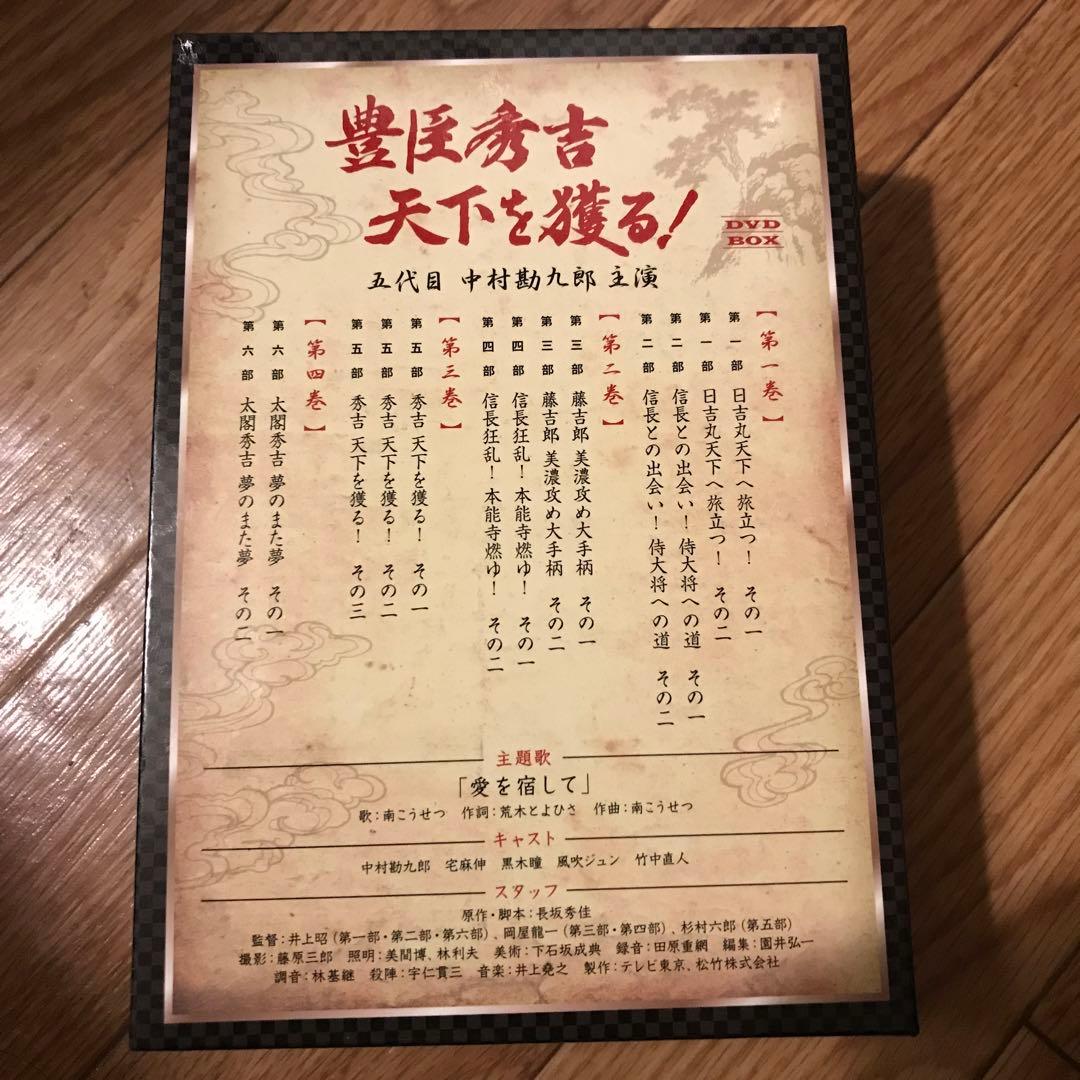 豊臣秀吉
天下を獲る!
DVD
BOX
五代目 中村勘九郎 主演
【第一巻】
第一部 日吉丸天下へ旅立つ! その一
第一部 日吉丸天下へ旅立つ! その二
第二部 信長との出会い!侍大将への道 その一
第二部 信長との出会い!侍大将への道 その二
【第二巻】
第三部 藤吉郎 美濃攻め大手柄 その一
第三部 藤吉郎 美濃攻め大手柄 その二
第四部 信長狂乱!本能寺燃ゆ! その一
第四部 信長狂乱!本能寺燃ゆ! その二
【第三巻】
第五部 秀吉 天下を獲る! その一
第五部 秀吉 天下を獲る! その二
第五部 秀吉 天下を獲る! その三
【第四巻】
第六部 太閤秀吉 夢のまた夢 その一
第六部 太閤秀吉 夢のまた夢 その二
主題歌
「愛を宿して」
歌:南こうせつ 作詞:荒木とよひさ 作曲:南こうせつ
キャスト
中村勘九郎 宅麻伸 黒木瞳 風吹ジュン 竹中直人
スタッフ
原作・脚本:長坂秀佳
監督:井上昭(第一部・第二部・第六部)、岡屋龍一(第三部・第四部)、杉村六郎(第五部)
撮影:藤原三郎 照明:美間博、林利夫 美術:下石坂成典 録音:田原重綱 編集:園井弘一
調音:林基継 殺陣:宇仁貫三 音楽:井上堯之 製作:テレビ東京、松竹株式会社